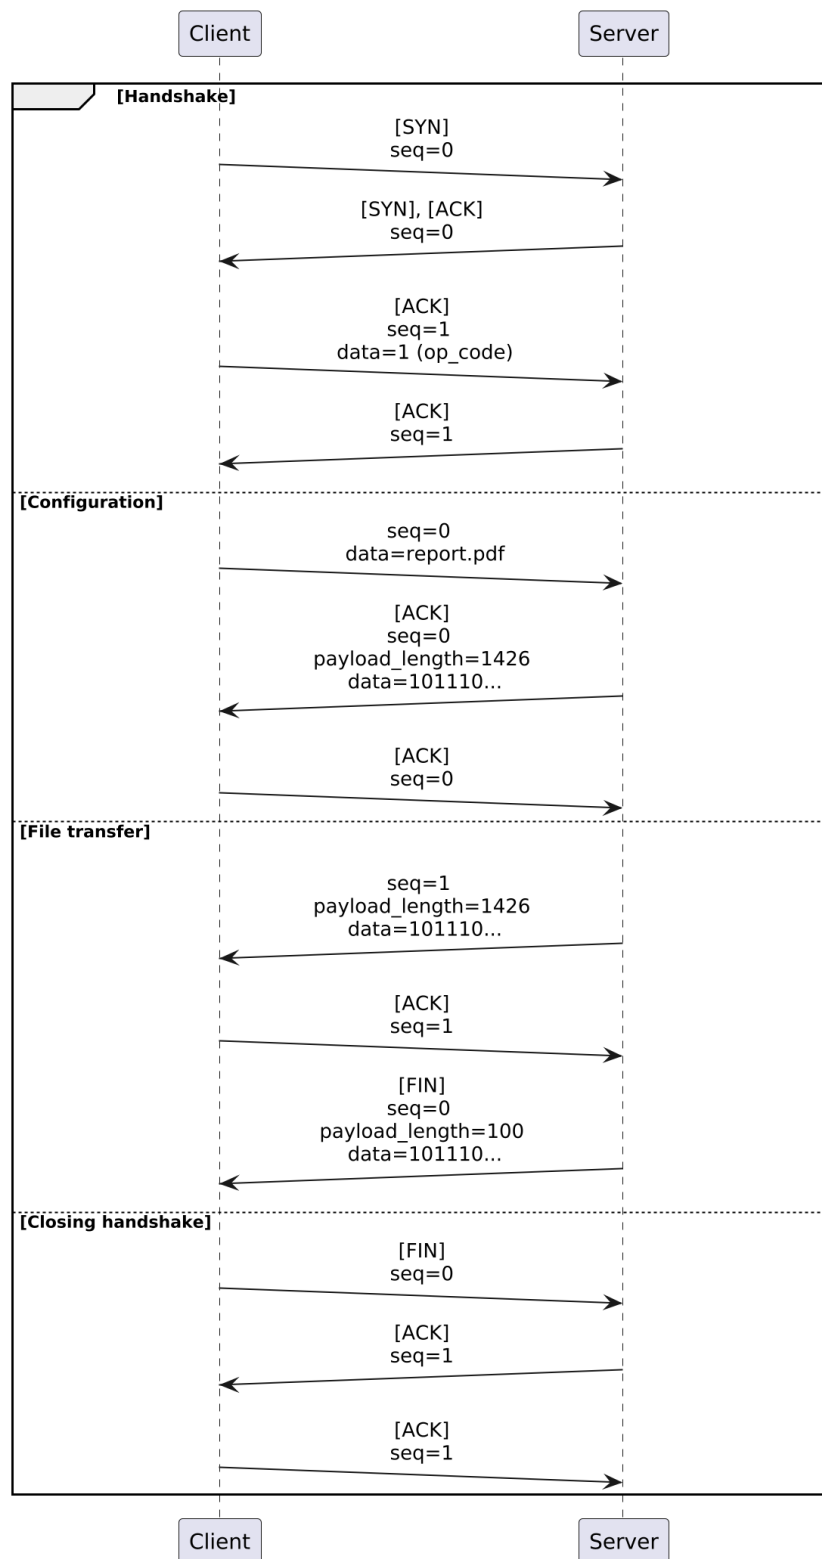 Client
Server
[Handshake]
[SYN]
seq=0
[SYN], [ACK]
seq=0
[ACK]
seq=1
data=1 (op_code)
[ACK]
seq=1
[Configuration]
seq=0
data=report.pdf
[ACK]
seq=0
payload_length=1426
data=101110...
[ACK]
seq=0
[File transfer]
seq=1
payload_length=1426
data=101110...
[ACK]
seq=1
[FIN]
seq=0
payload_length=100
data=101110...
[Closing handshake]
[FIN]
seq=0
[ACK]
seq=1
[ACK]
seq=1
Client
Server